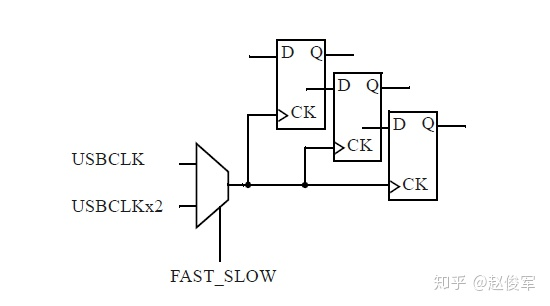 D Q
CK
D Q
CK
D Q
CK
USBCLK
USBCLKx2
FAST_SLOW
知乎 @赵俊军